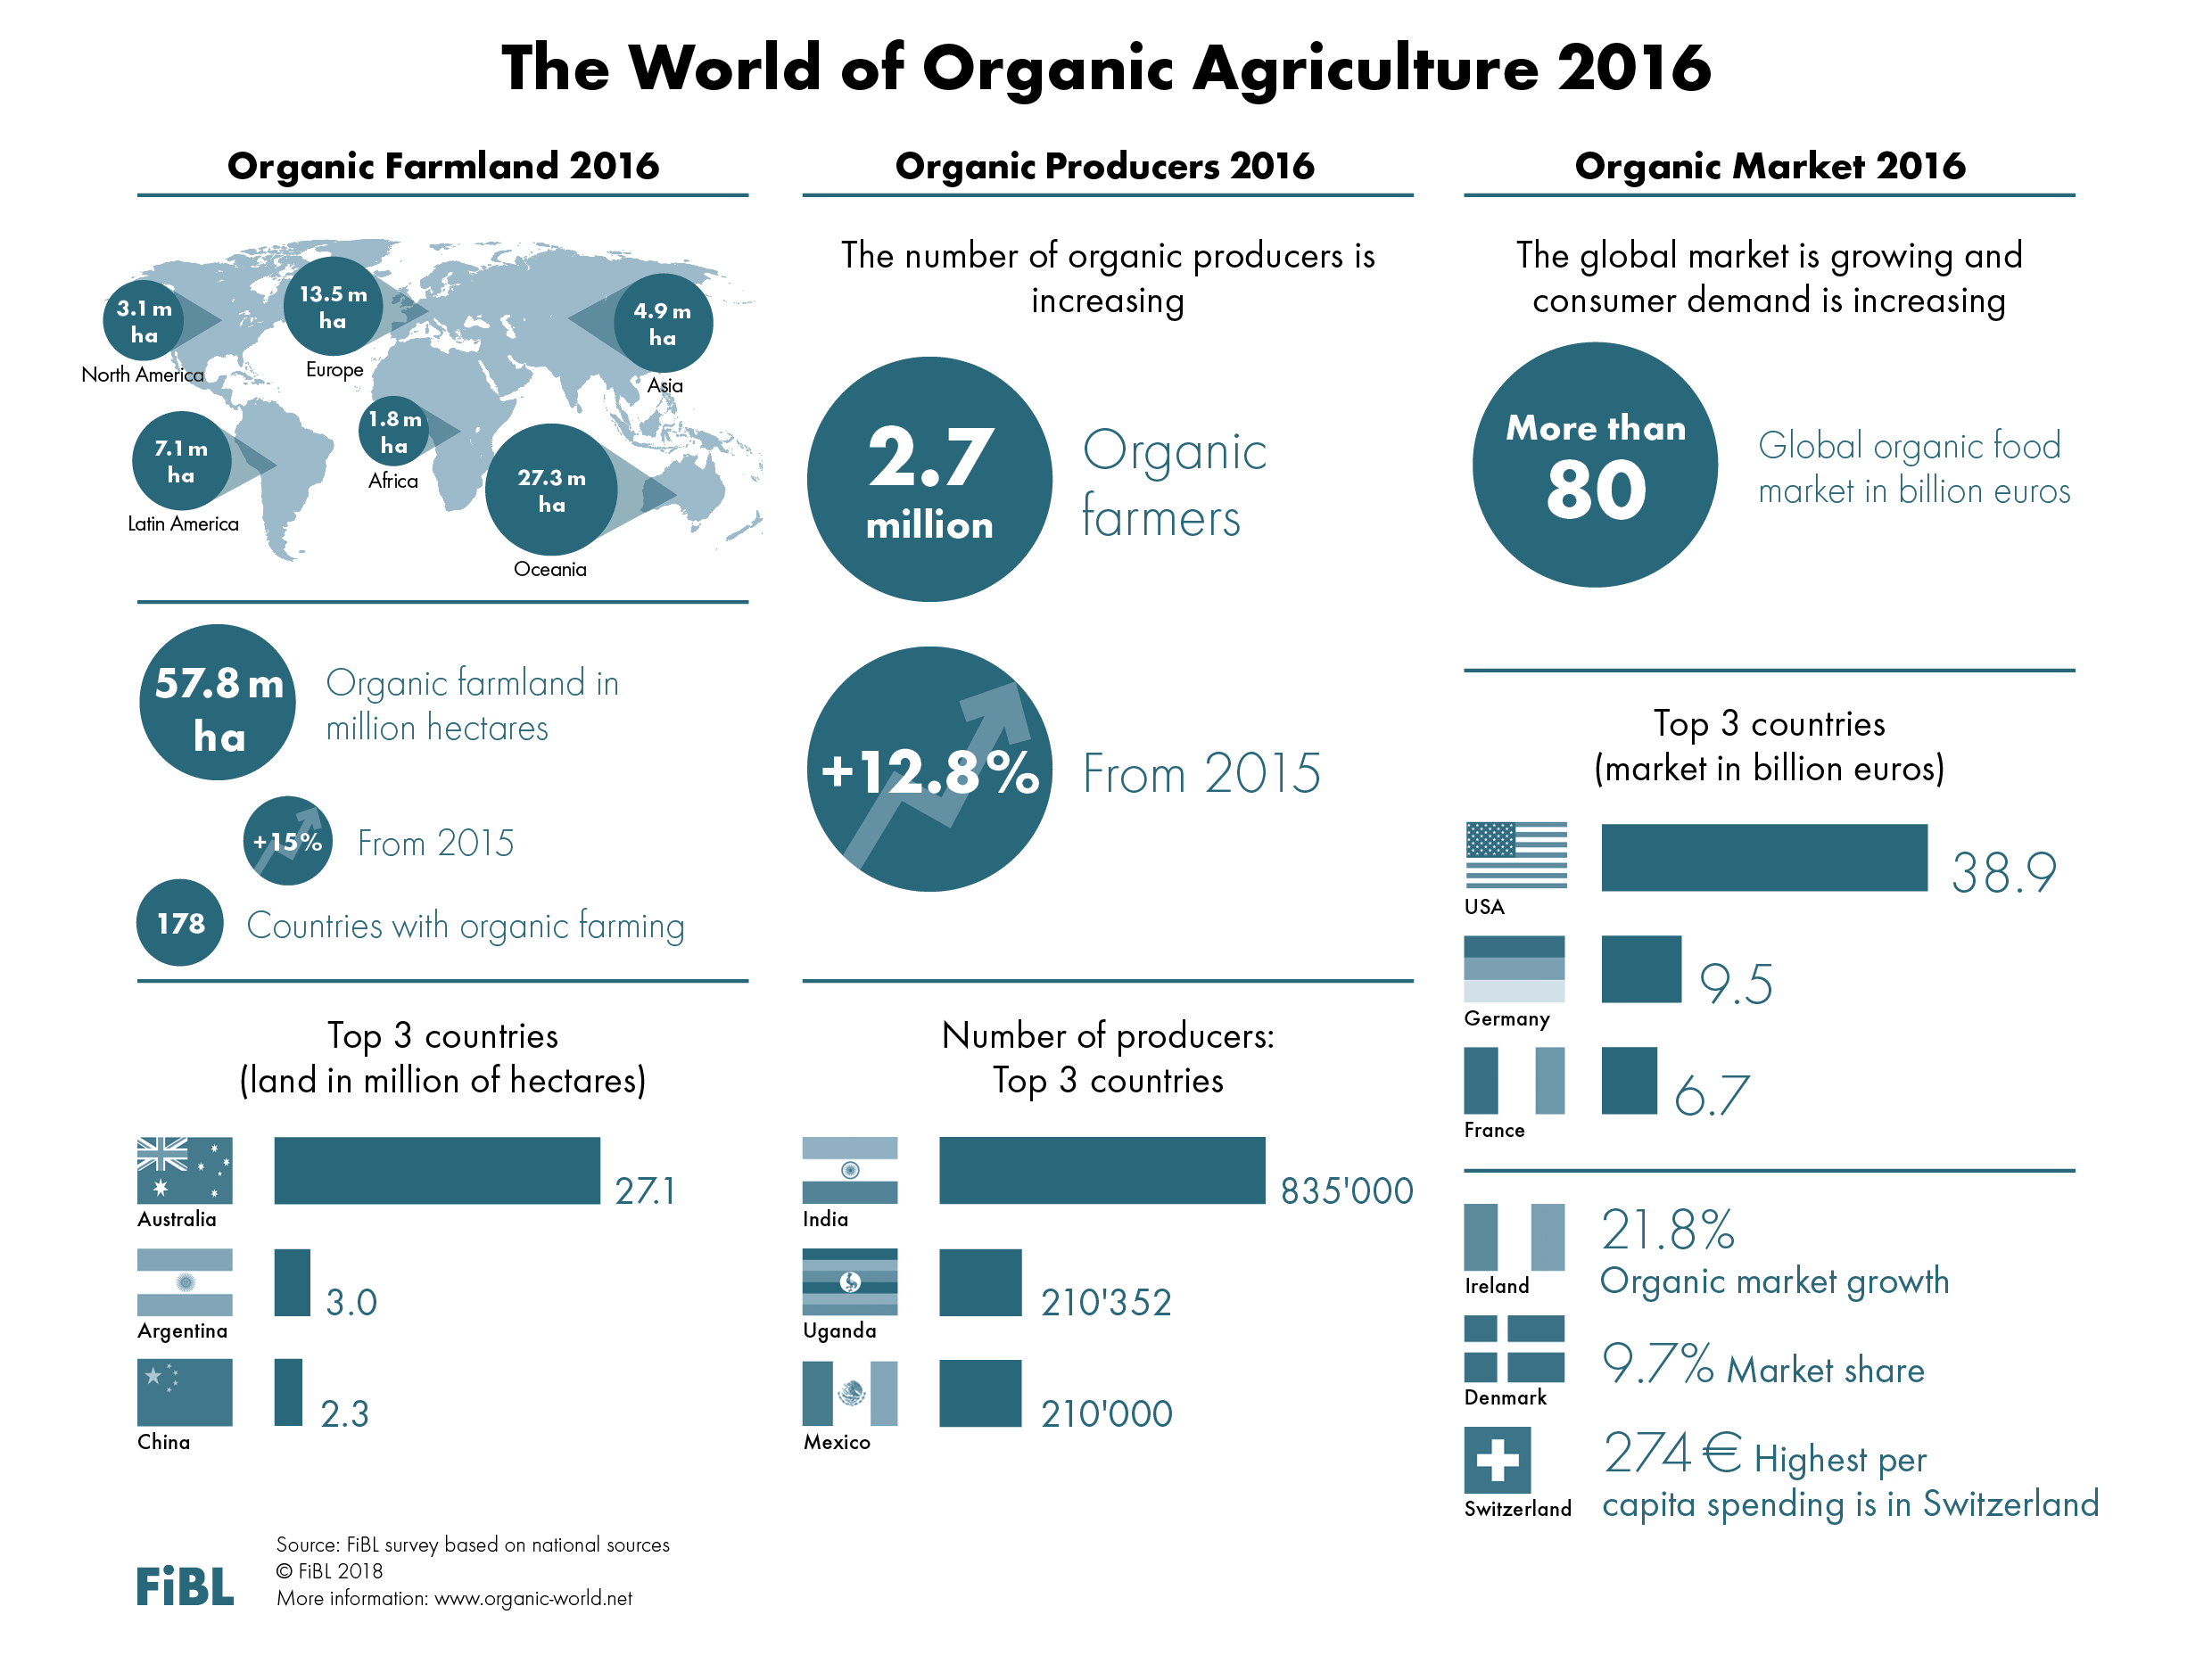 The World of Organic Agriculture 2016
Organic Farmland 2016
3.1 m
ha
North America
13.5 m
ha
Europe
4.9 m
ha
Asia
7.1 m
ha
Latin America
1.8 m
ha
Africa
27.3 m
ha
Oceania
57.8 m
ha
Organic farmland in
million hectares
+15%
From 2015
178
Countries with organic farming
Top 3 countries
(land in million of hectares)
Australia
27.1
Argentina
3.0
China
2.3
Organic Producers 2016
The number of organic producers is
increasing
2.7
million
Organic
farmers
+12.8%
From 2015
Number of producers:
Top 3 countries
India
835'000
Uganda
210'352
Mexico
210'000
Organic Market 2016
The global market is growing and
consumer demand is increasing
More than
80
Global organic food
market in billion euros
Top 3 countries
(market in billion euros)
USA
38.9
Germany
9.5
France
6.7
Ireland
21.8%
Organic market growth
Denmark
9.7% Market share
Switzerland
274 € Highest per
capita spending is in Switzerland
FiBL
Source: FiBL survey based on national sources
© FiBL 2018
More information: www.organic-world.net